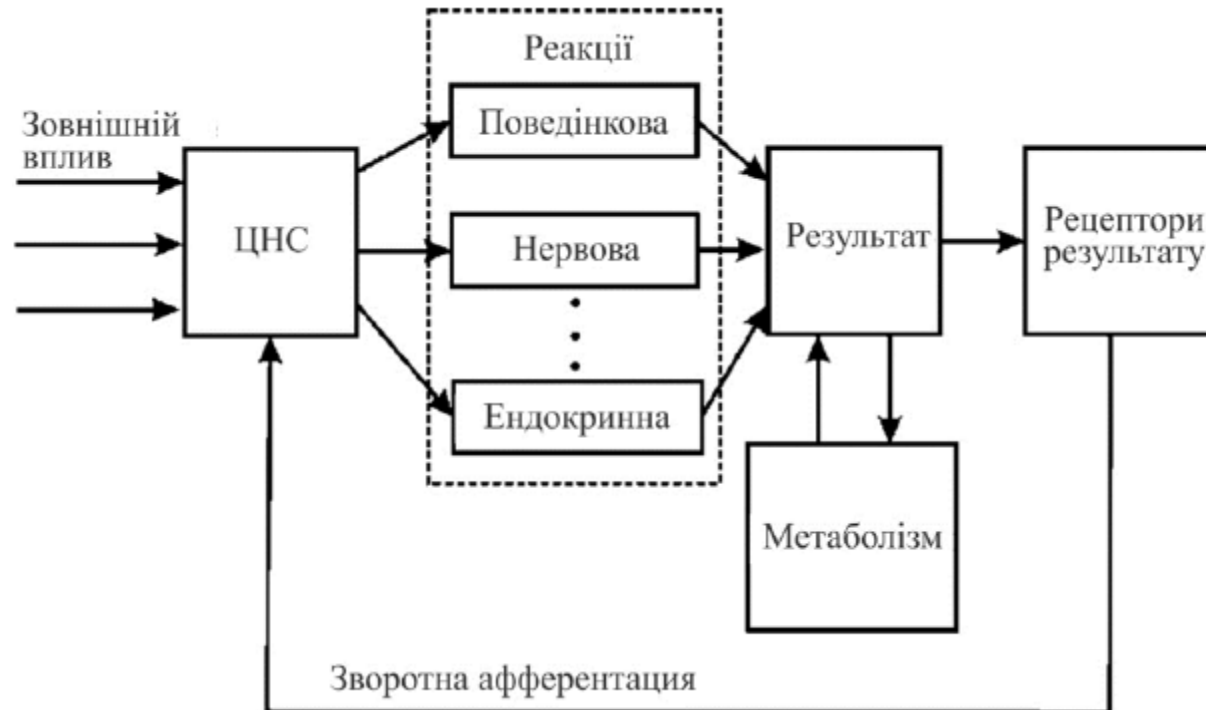 Реакції
Зовнішній
вплив
Поведінкова
ЦНС
Нервова
Результат
Рецептори
результату
Ендокринна
Метаболізм
Зворотна афферентация